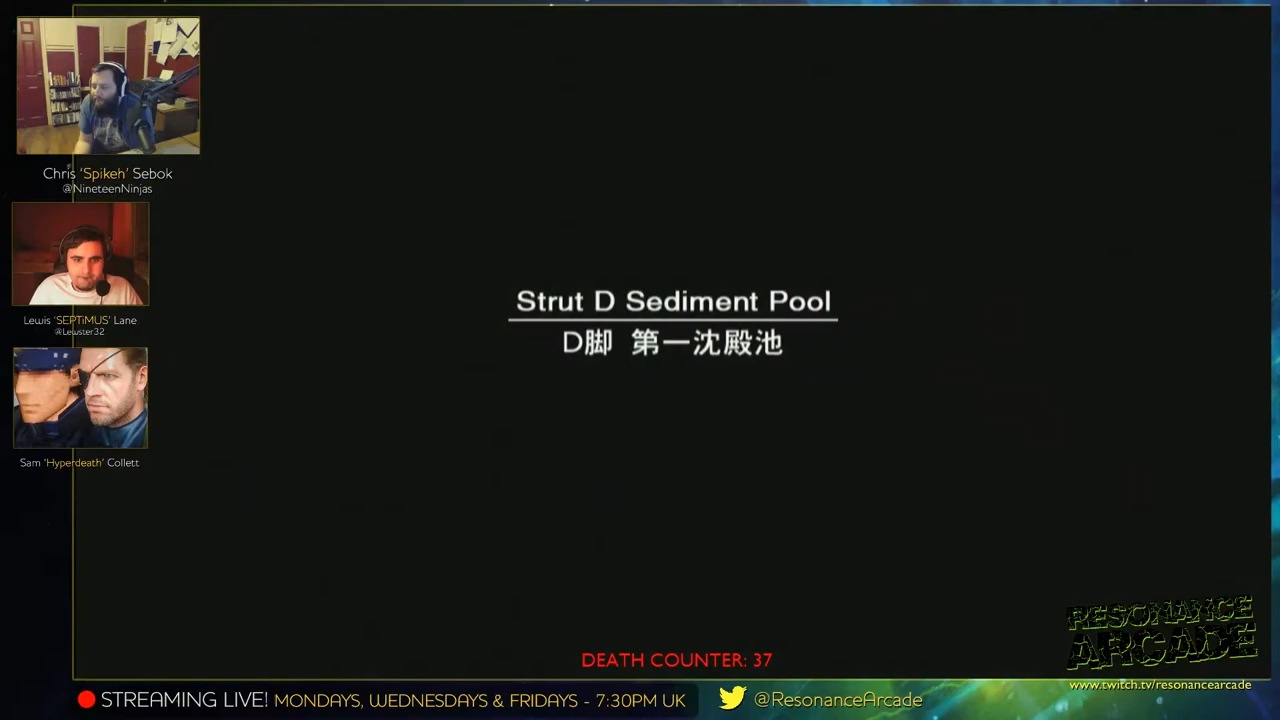 Chris 'Spikeh' Sebok
@NineteenNinjas
Lewis 'SEPTiMUS' Lane
@Lewster32
Sam 'Hyperdeath' Collett
Strut D Sediment Pool
D脚 第一沈殿池
DEATH COUNTER: 37
RESONANCE
ARCADE
www.twitch.tv/resonancearcade
STREAMING LIVE! MONDAYS, WEDNESDAYS & FRIDAYS - 7:30PM UK
@ResonanceArcade